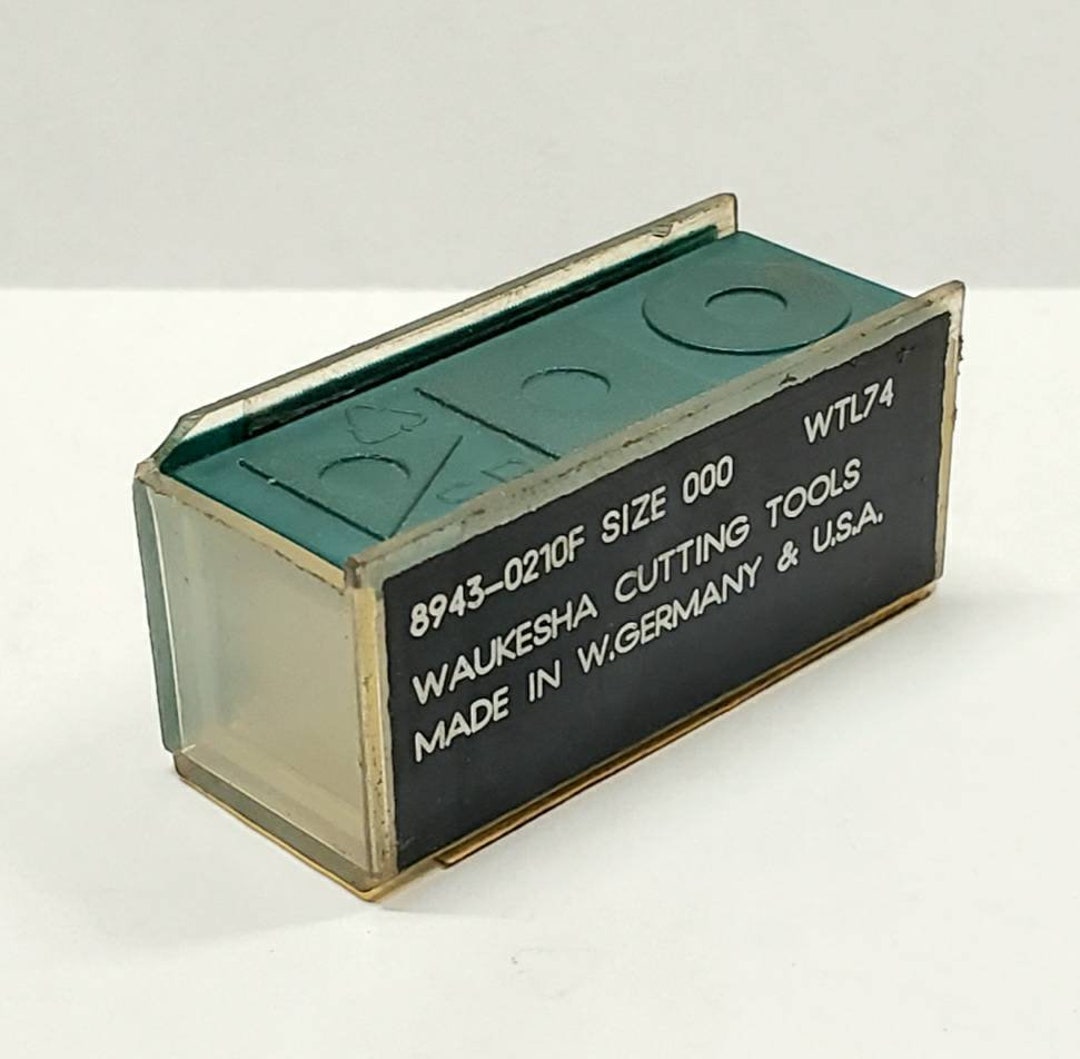 8943-0210F SIZE 000 WTL74
WAUKESHA CUTTING TOOLS
MADE IN W.GERMANY & U.S.A.